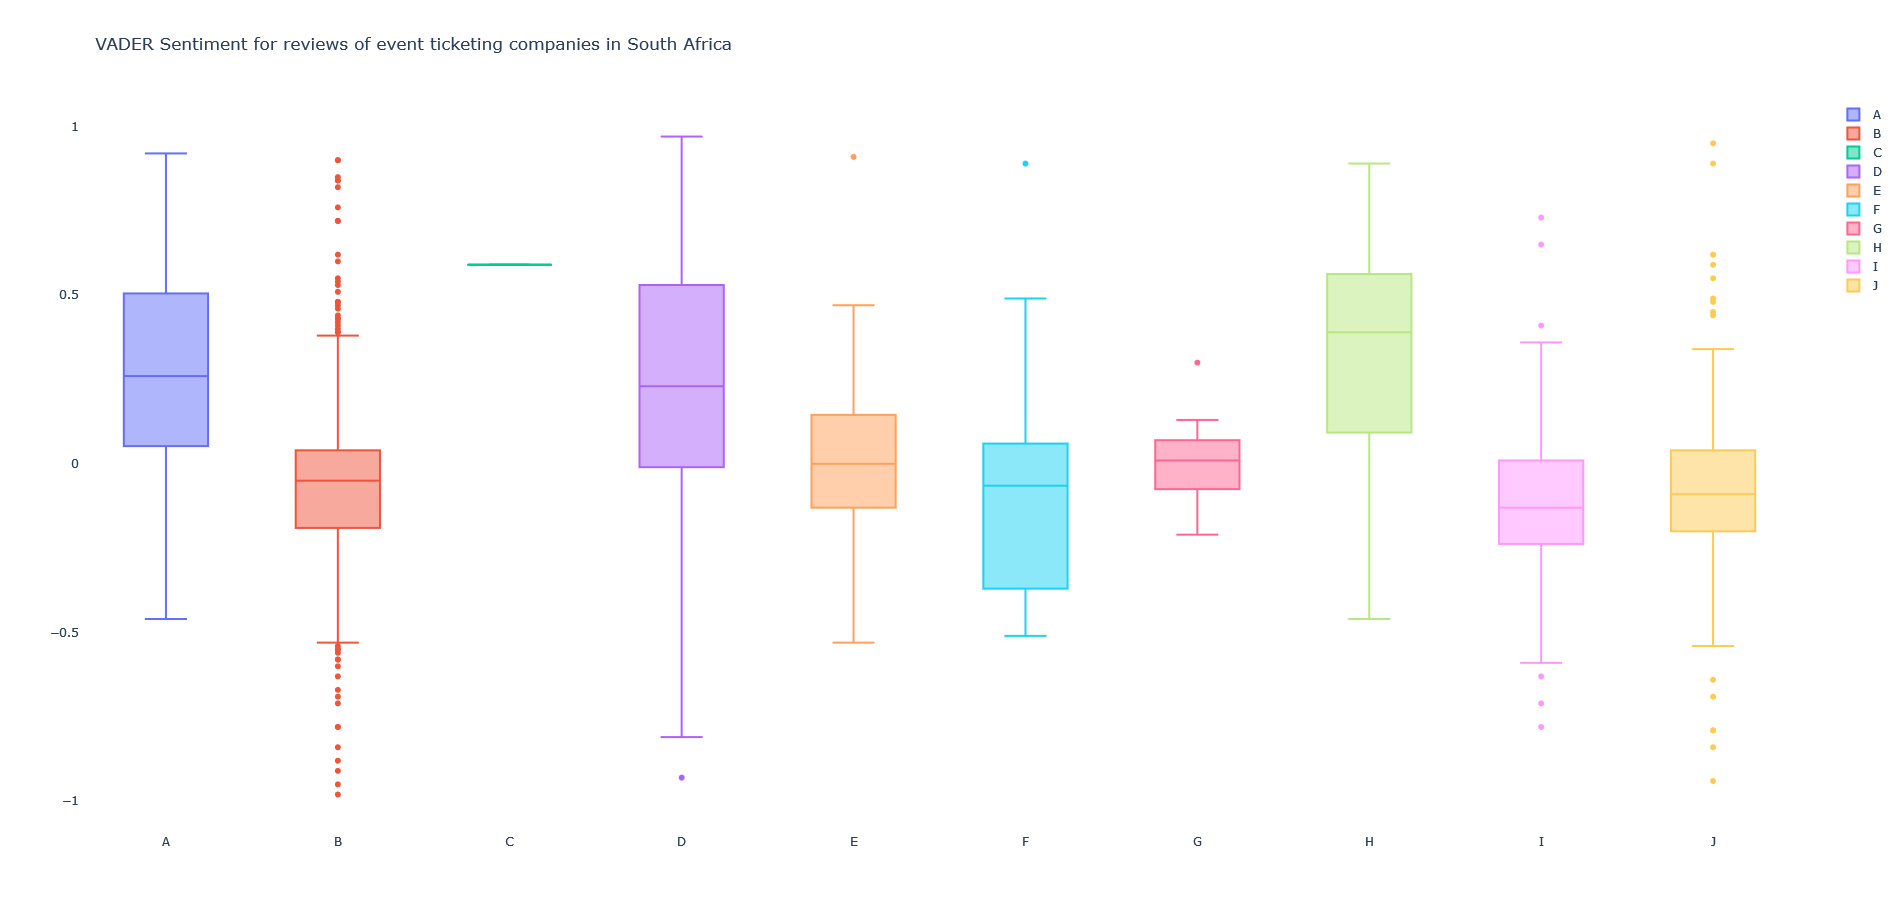 VADER Sentiment for reviews of event ticketing companies in South Africa
1
0.5
0
−0.5
−1
A
B
C
D
E
F
G
H
I
J
A B C D E F G H I J